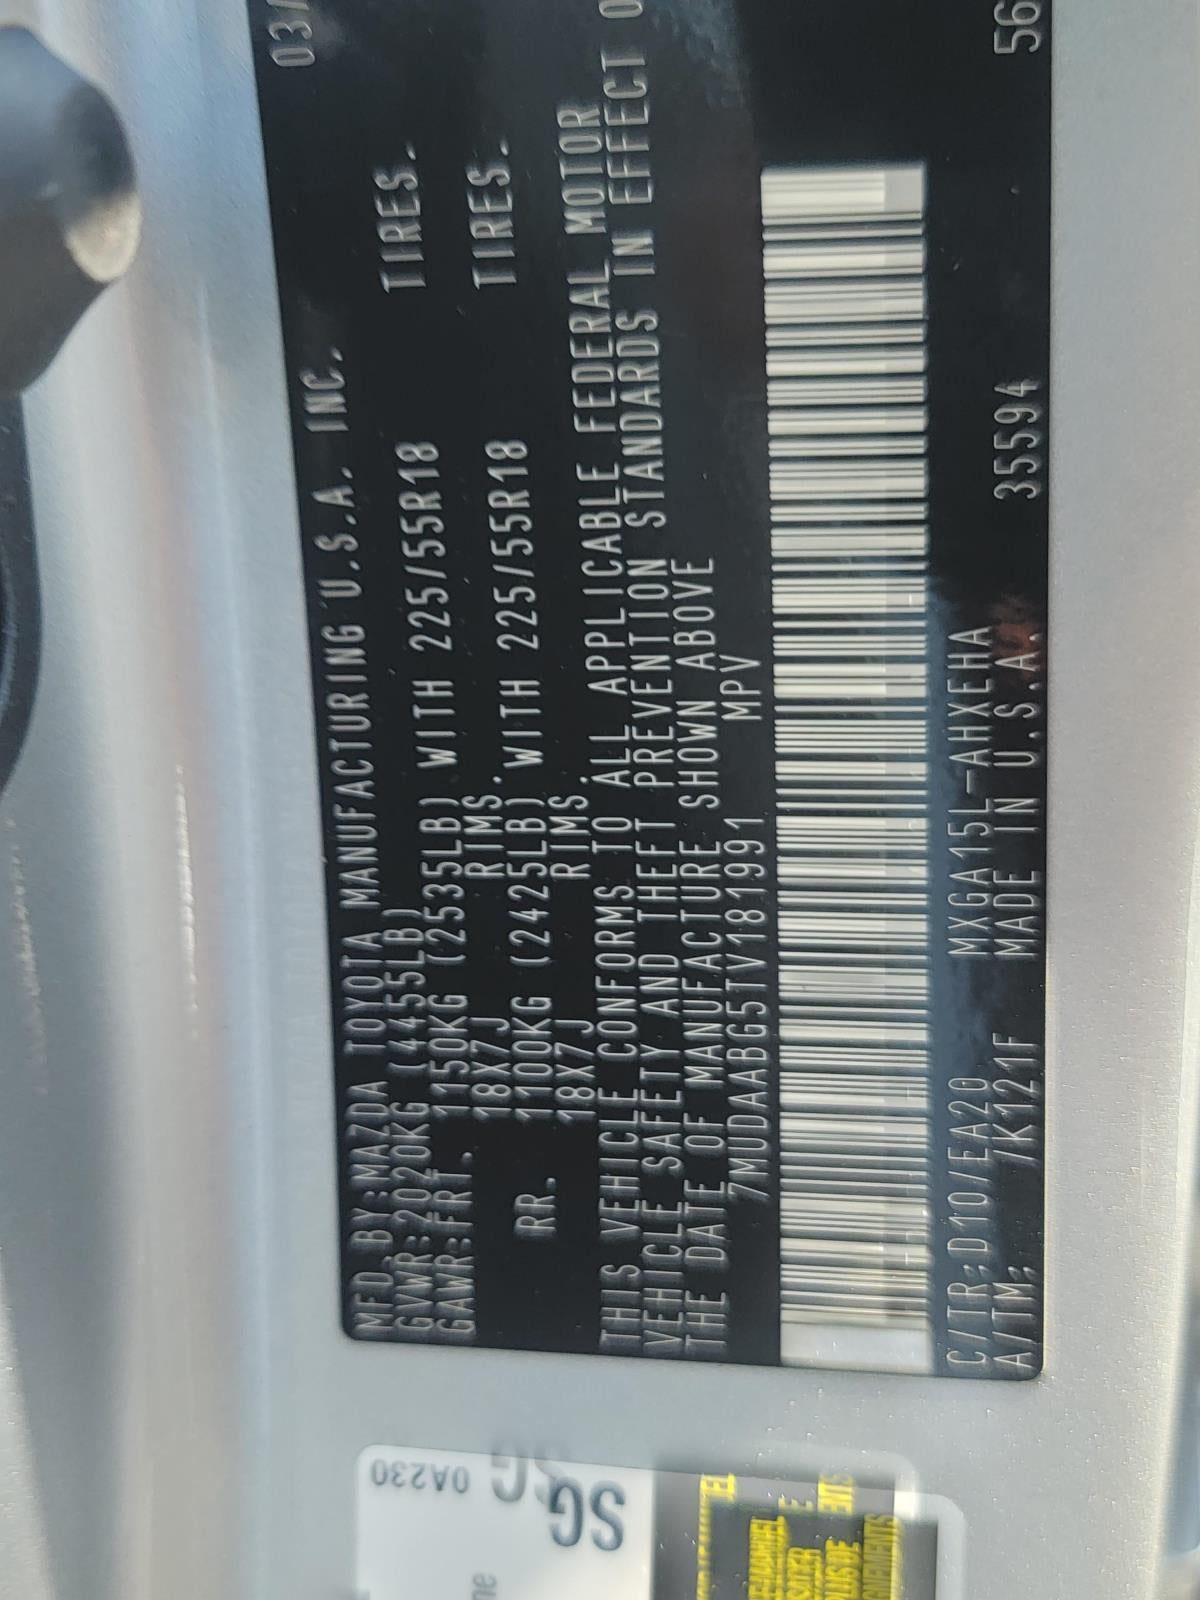 03/
MFD.BY:MAZDA TOYOTA MANUFACTURING U.S.A. INC.
GVWR:2020KG (4455LB)
GAWR:FRT. 1150KG (2535LB) WITH 225/55R18 TIRES.
18X7J RIMS.
RR. 1100KG (2425LB) WITH 225/55R18 TIRES.
18X7J RIMS.
THIS VEHICLE CONFORMS TO ALL APPLICABLE FEDERAL MOTOR
VEHICLE SAFETY AND THEFT PREVENTION STANDARDS IN EFFECT O
THE DATE OF MANUFACTURE SHOWN ABOVE
7MUDAABG5TV181991 MPV
C/TR:D10/EA20 MXGA15L-AHXEHA 35594 56
A/TM: /K121F MADE IN U.S.A.
0A230
SG
SG